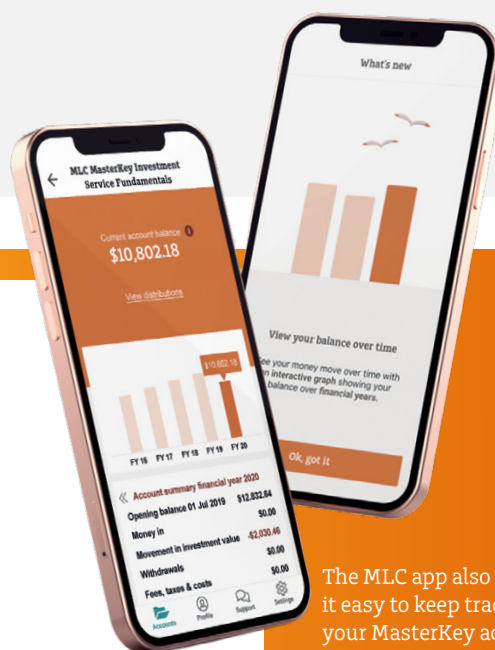 MLC MasterKey Investment
Service Fundamentals
Current account balance
$10,802.18
View distributions
$10,802.18
FY 16 FY 17 FY 18 FY 19 FY 20
Account summary financial year 2020
Opening balance 01 Jul 2019 $12,832.64
Money in $0.00
Movement in investment value -$2,030.46
Withdrawals $0.00
Fees, taxes & costs $0.00
Accounts Profile Support Settings
What's new
View your balance over time
See your money move over time with
an interactive graph showing your
balance over financial years.
Ok, got it
The MLC app also
it easy to keep
your MasterKey